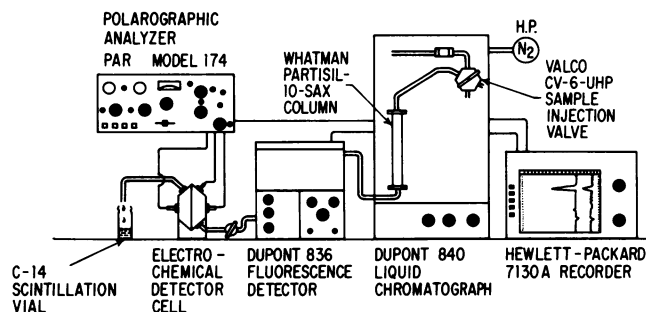 POLAROGRAPHIC
ANALYZER
PAR MODEL 174
WHATMAN
PARTISIL-
10-SAX
COLUMN
H.P.
N2
VALCO
CV-6-UHP
SAMPLE
INJECTION
VALVE
C-14
SCINTILLATION
VIAL
ELECTRO-
CHEMICAL
DETECTOR
CELL
DUPONT 836
FLUORESCENCE
DETECTOR
DUPONT 840
LIQUID
CHROMATOGRAPH
HEWLETT-PACKARD
7130A RECORDER